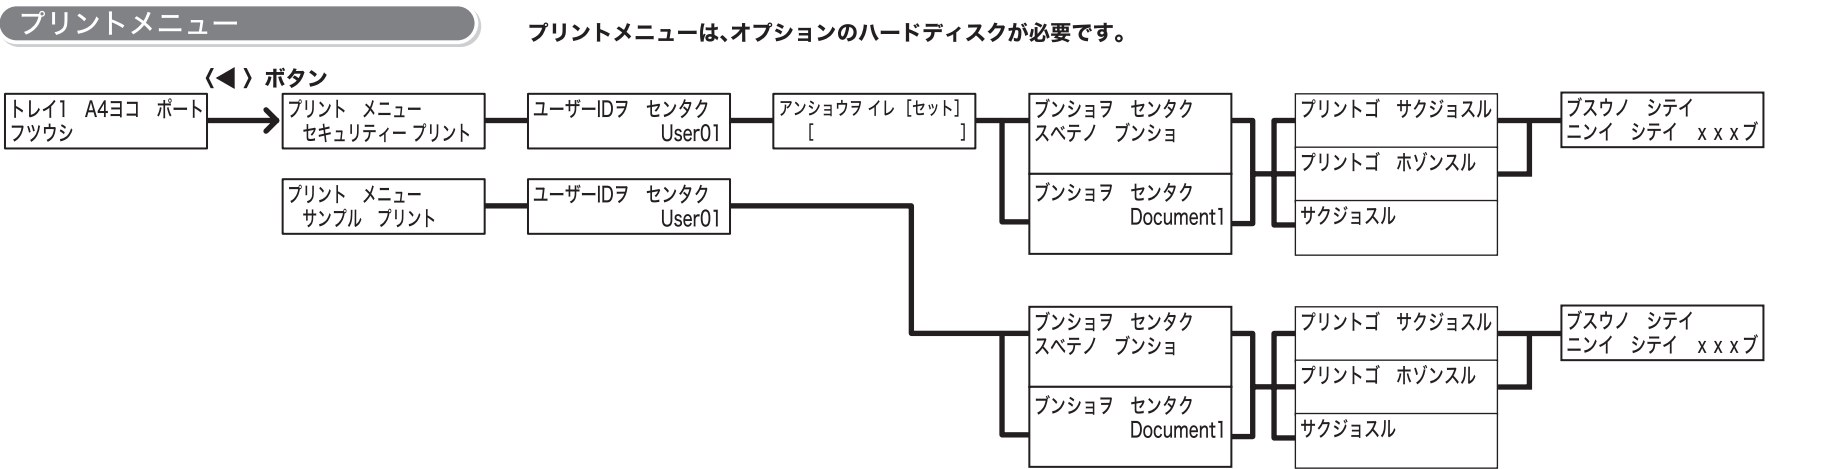 プリントメニュー
プリントメニューは、オプションのハードディスクが必要です。
〈◀〉ボタン
トレイ1　A4ヨコ　ポート
フツウシ
プリント　メニュー
セキュリティー プリント
ユーザーIDヲ　センタク
User01
アンショウヲ イレ［セット］
[　　　　　　　　]
ブンショヲ　センタク
スベテノ　ブンショ
ブンショヲ　センタク
Document1
プリントゴ　サクジョスル
プリントゴ　ホゾンスル
サクジョスル
ブスウノ　シテイ
ニンイ　シテイ　x x xブ
プリント　メニュー
サンプル　プリント
ユーザーIDヲ　センタク
User01
ブンショヲ　センタク
スベテノ　ブンショ
ブンショヲ　センタク
Document1
プリントゴ　サクジョスル
プリントゴ　ホゾンスル
サクジョスル
ブスウノ　シテイ
ニンイ　シテイ　x x xブ